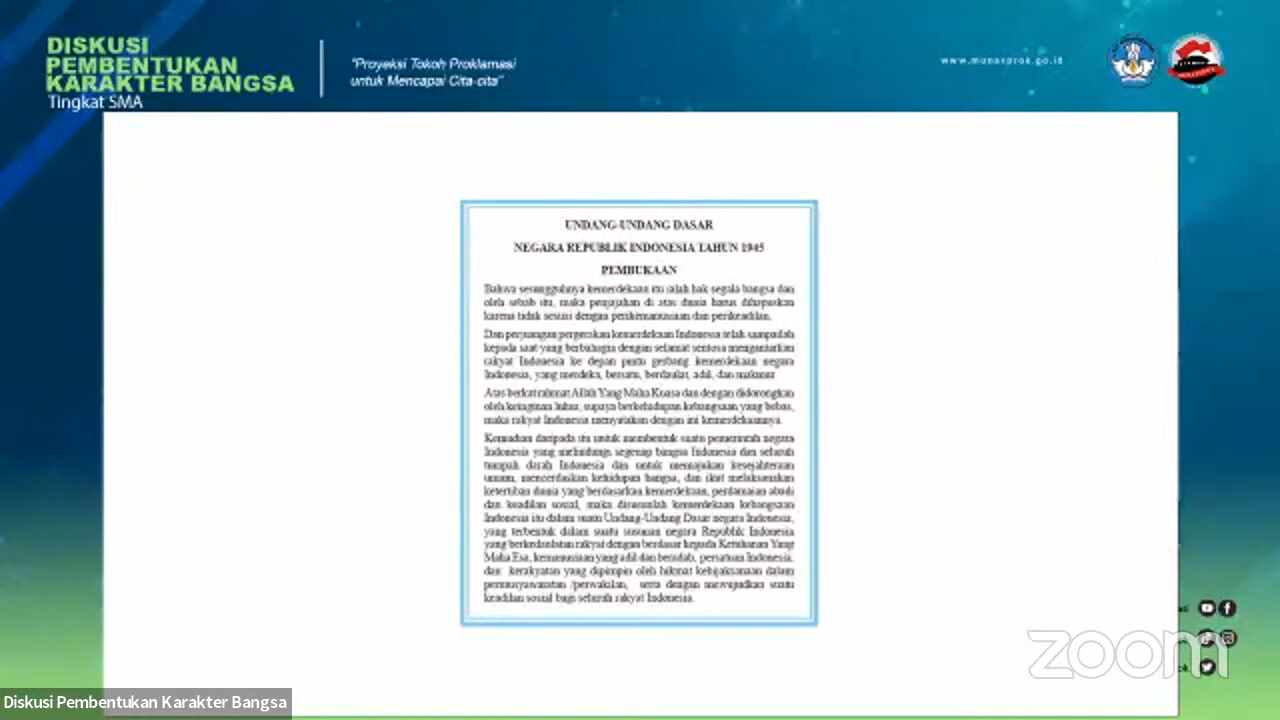 DISKUSI
PEMBENTUKAN
KARAKTER BANGSA
Tingkat SMA
"Proyeksi Tokoh Proklamasi
untuk Mencapai Cita-cita"
www.munasprok.go.id
UNDANG-UNDANG DASAR
NEGARA REPUBLIK INDONESIA TAHUN 1945
PEMBUKAAN
Bahwa sesungguhnya kemerdekaan itu ialah hak segala bangsa dan
oleh sebab itu, maka penjajahan di atas dunia harus dihapuskan
karena tidak sesuai dengan perikemanusiaan dan perikeadilan.
Dan perjuangan pergerakan kemerdekaan Indonesia telah sampailah
kepada saat yang berbahagia dengan selamat sentosa mengantarkan
rakyat Indonesia ke depan pintu gerbang kemerdekaan negara
Indonesia, yang merdeka, bersatu, berdaulat, adil, dan makmur
Atas berkat rahmat Allah Yang Maha Kuasa dan dengan didorongkan
oleh keinginan luhur, supaya berkehidupan kebangsaan yang bebas,
maka rakyat Indonesia menyatakan dengan ini kemerdekaannya.
Kemudian daripada itu untuk membentuk suatu pemerintah negara
Indonesia yang melindungi segenap bangsa Indonesia dan seluruh
tumpah darah Indonesia dan untuk memajukan kesejahteraan
umum, mencerdaskan kehidupan bangsa, dan ikut melaksanakan
ketertiban dunia yang berdasarkan kemerdekaan, perdamaian abadi
dan keadilan sosial, maka disusunlah kemerdekaan kebangsaan
Indonesia itu dalam suatu Undang-Undang Dasar negara Indonesia,
yang terbentuk dalam suatu susunan negara Republik Indonesia
yang berkedaulatan rakyat dengan berdasar kepada Ketuhanan Yang
Maha Esa, kemanusiaan yang adil dan beradab, persatuan Indonesia,
dan kerakyatan yang dipimpin oleh hikmat kebijaksanaan dalam
permusyawaratan /perwakilan, serta dengan mewujudkan suatu
keadilan sosial bagi seluruh rakyat Indonesia.
zoom
Diskusi Pembentukan Karakter Bangsa